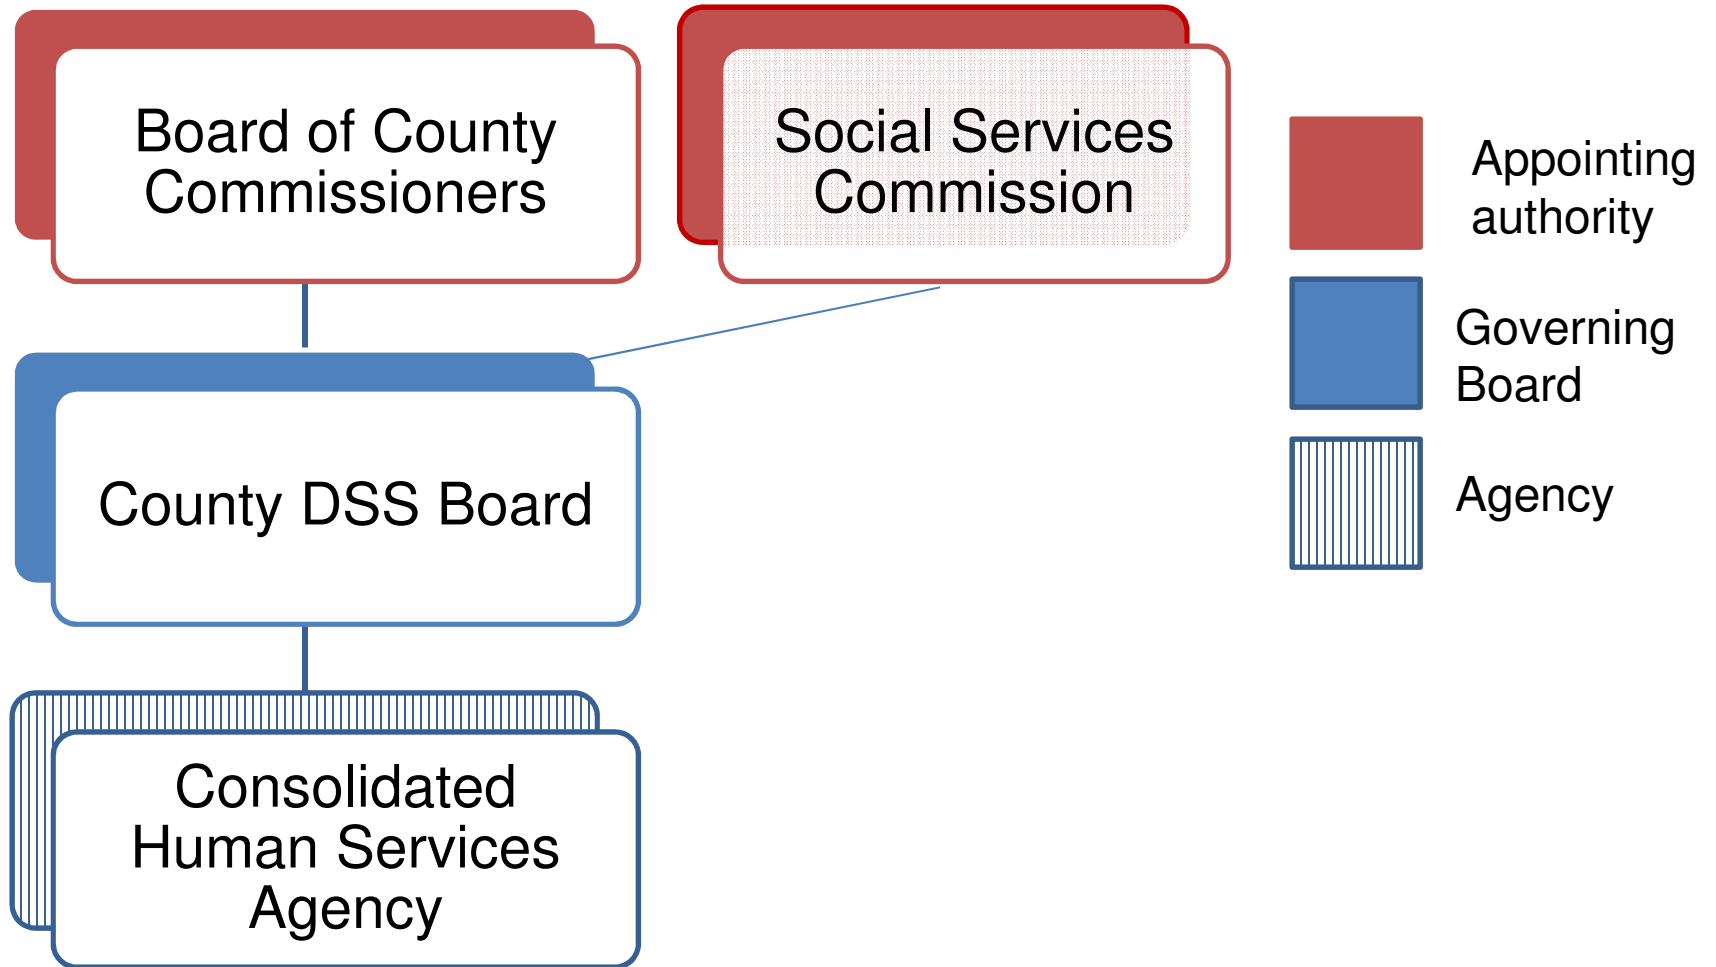 Board of County
Commissioners
Social Services
Commission
County DSS Board
Consolidated
Human Services
Agency
Appointing
authority
Governing
Board
Agency